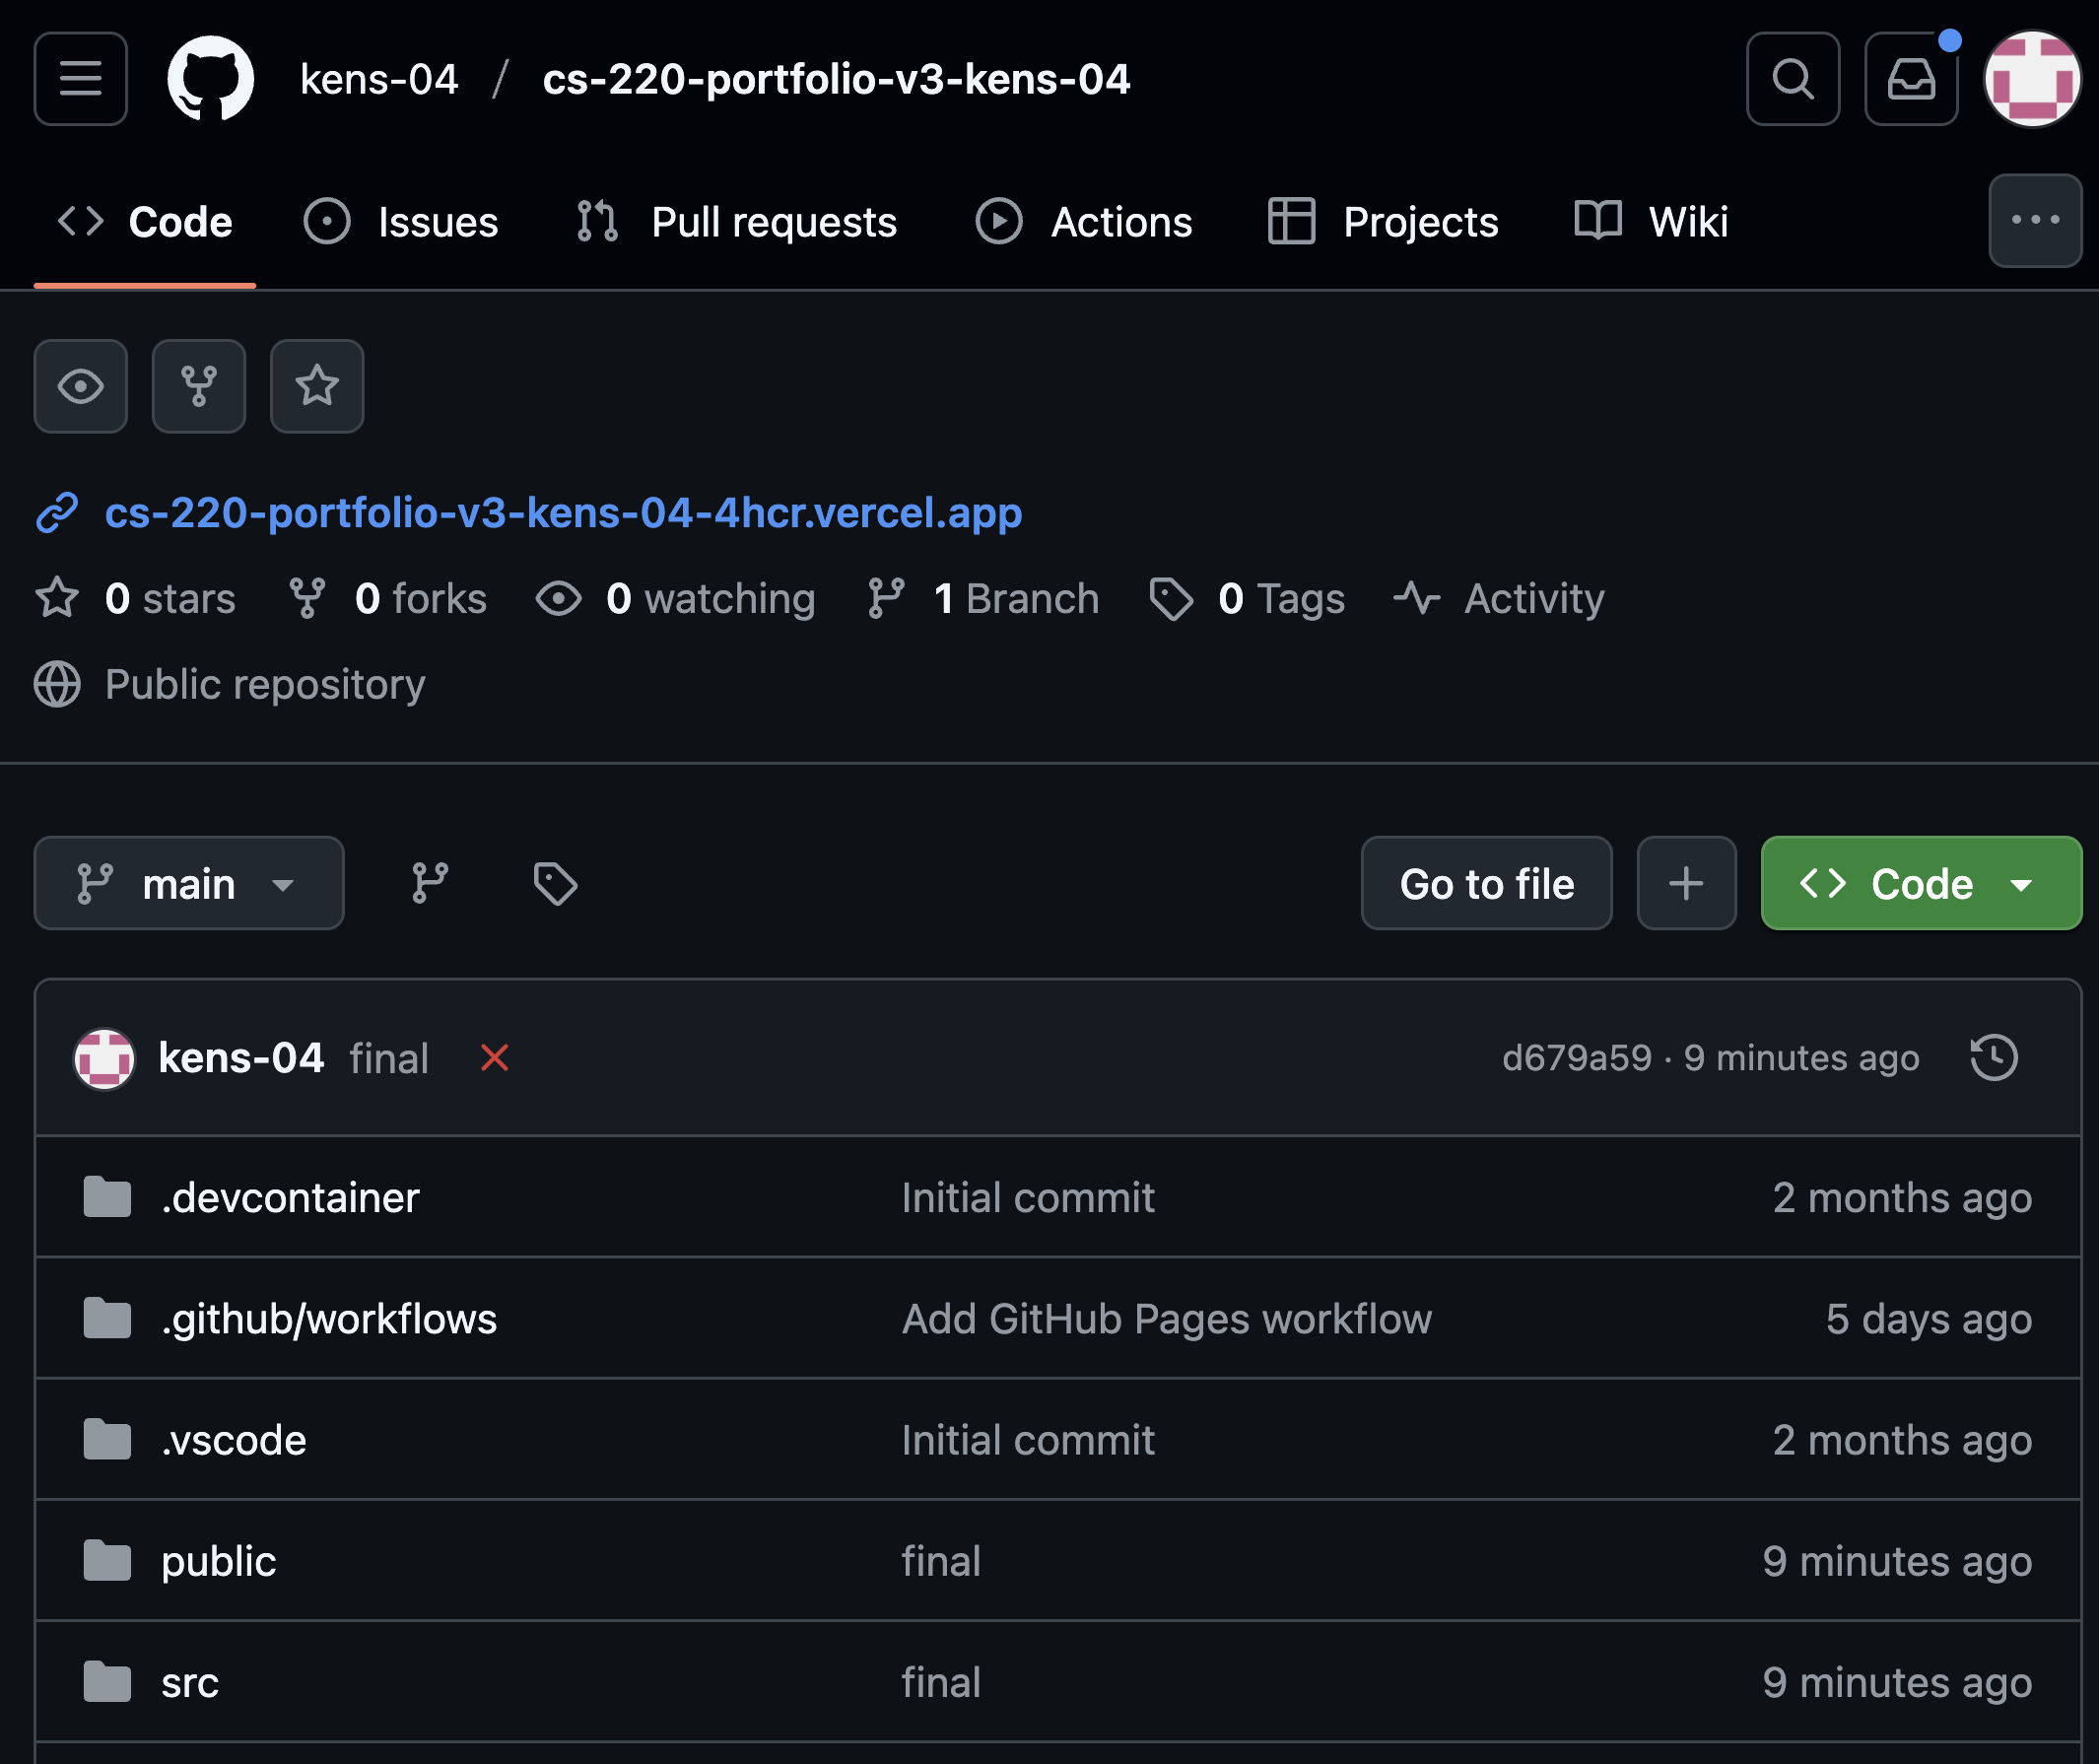 kens-04 / cs-220-portfolio-v3-kens-04
Code Issues Pull requests Actions Projects Wiki
cs-220-portfolio-v3-kens-04-4hcr.vercel.app
0 stars 0 forks 0 watching 1 Branch 0 Tags Activity
Public repository
main Go to file Code
kens-04 final d679a59 · 9 minutes ago
.devcontainer Initial commit 2 months ago
.github/workflows Add GitHub Pages workflow 5 days ago
.vscode Initial commit 2 months ago
public final 9 minutes ago
src final 9 minutes ago